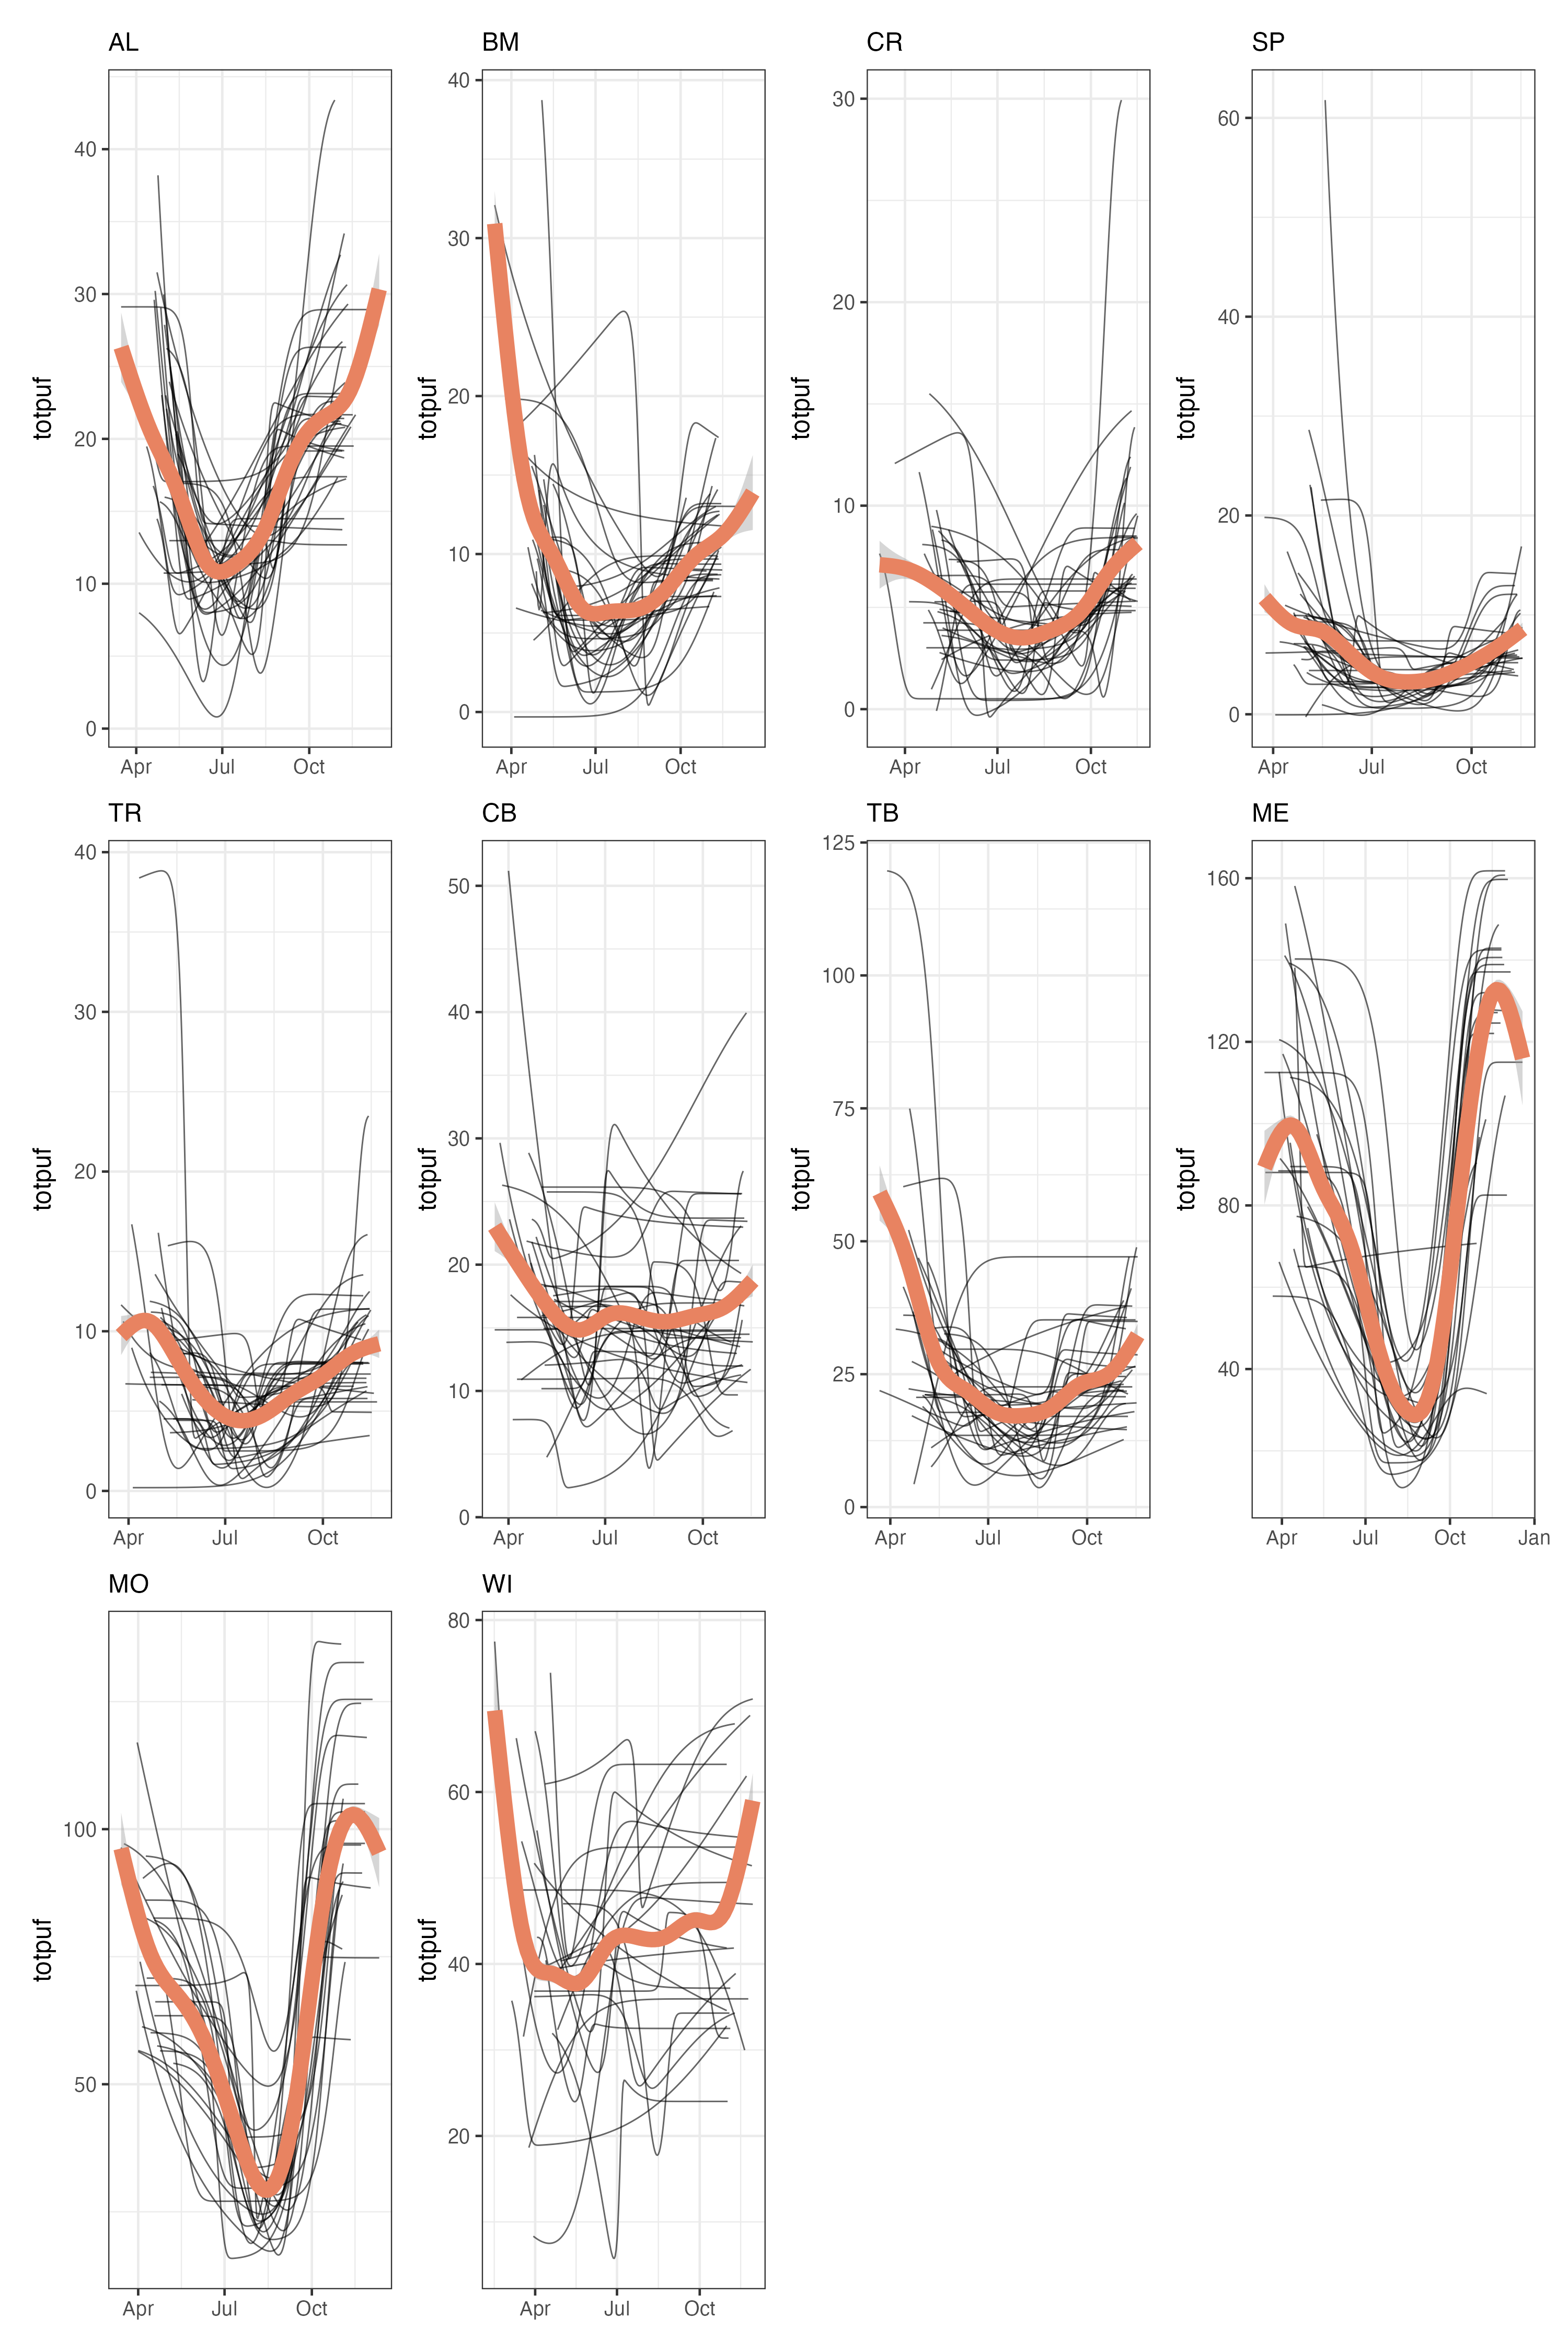 AL BM CR SP
40 40 30 60
30 30 20 40
20 20 10 20
10 10 0 0
0 0
totpuf totpuf totpuf totpuf
Apr Jul Oct Apr Jul Oct Apr Jul Oct Apr Jul Oct
TR CB TB ME
40 50 125 160
30 40 100 120
20 30 75 80
10 20 50 40
0 10 25
0 0
totpuf totpuf totpuf totpuf
Apr Jul Oct Apr Jul Oct Apr Jul Oct Apr Jul Oct Jan
MO WI
100 80
50 60
40
20
totpuf totpuf
Apr Jul Oct Apr Jul Oct